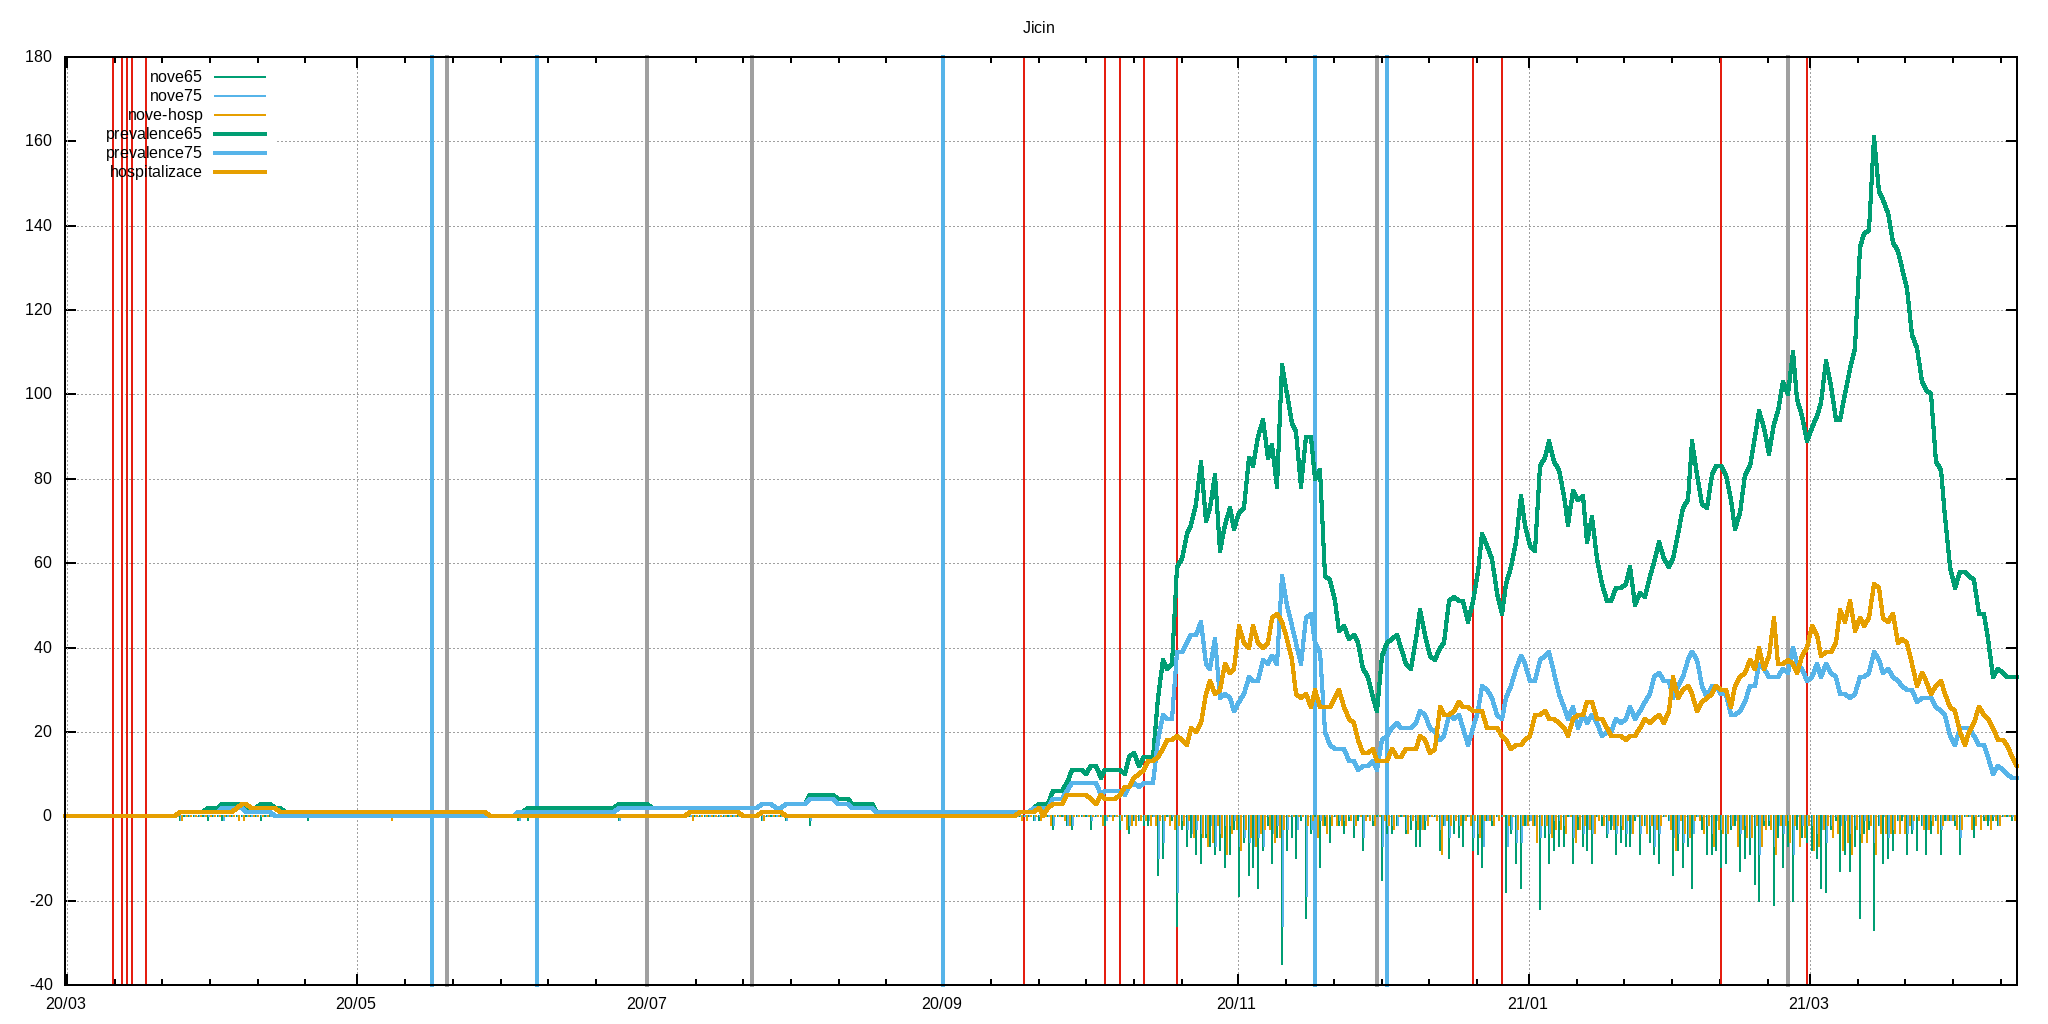 Jicin
180
160
140
120
100
80
60
40
20
0
-20
-40
nove65
nove75
nove-hosp
prevalence65
prevalence75
hospitalizace
20/03 20/05 20/07 20/09 20/11 21/01 21/03